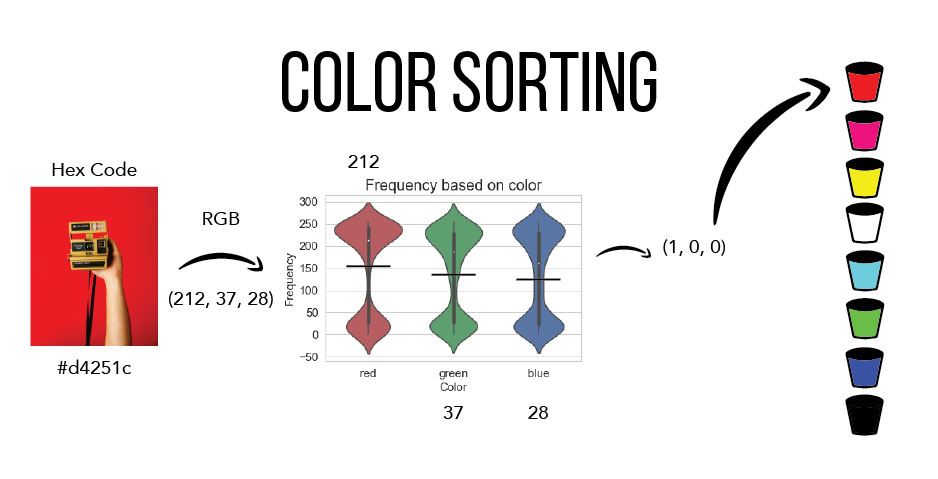 COLOR SORTING
Hex Code
#d4251c
RGB
(212, 37, 28)
212
Frequency based on color
Frequency
300
250
200
150
100
50
0
−50
red
green
blue
Color
37
28
(1, 0, 0)